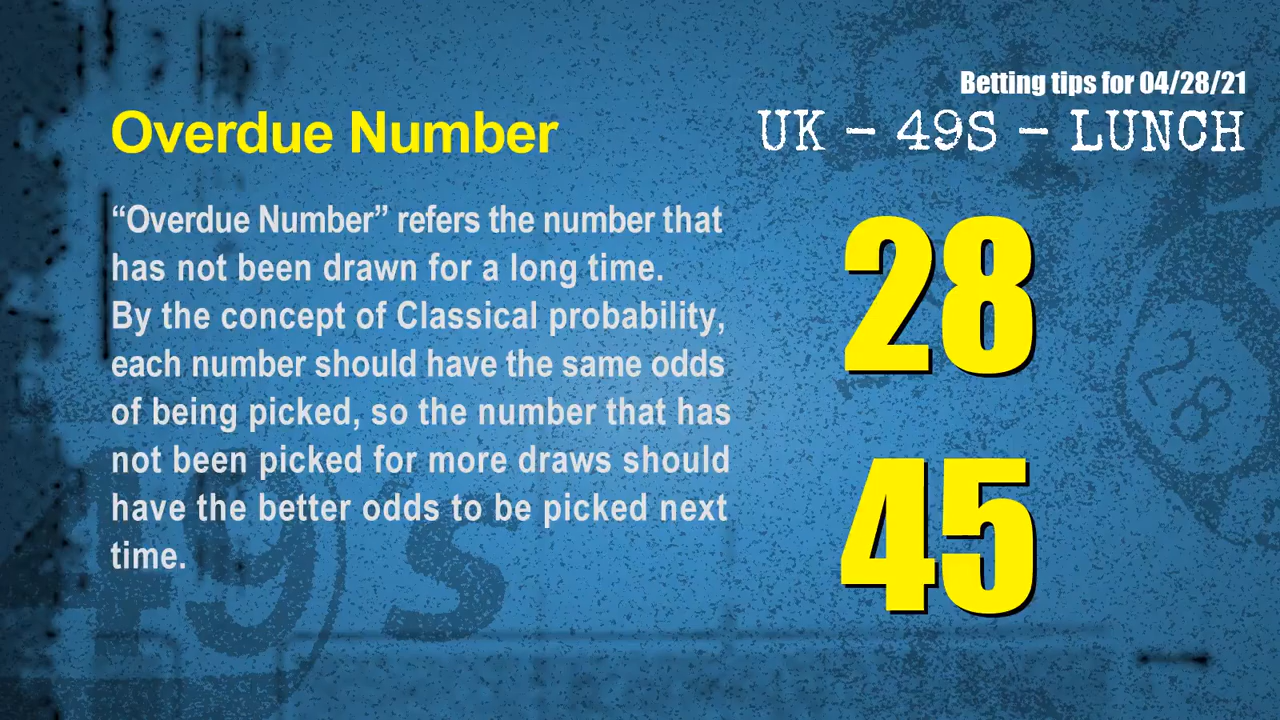 Betting tips for 04/28/21
UK - 49S - LUNCH
Overdue Number
“Overdue Number” refers the number that
has not been drawn for a long time.
By the concept of Classical probability,
each number should have the same odds
of being picked, so the number that has
not been picked for more draws should
have the better odds to be picked next
time.
28
45
28
49's